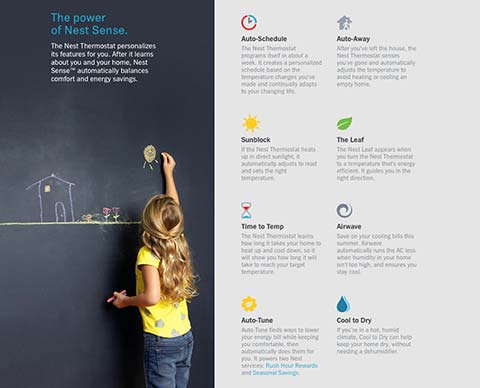 The power
of Nest Sense.
The Nest Thermostat personalizes
its features for you. After it learns
about you and your home, Nest
Sense™ automatically balances
comfort and energy savings.
Auto-Schedule
The Nest Thermostat
programs itself in about a
week. It creates a personalized
schedule based on the
temperature changes you've
made and continually adapts
to your changing life.
Auto-Away
After you've left the house, the
Nest Thermostat senses
you've gone and automatically
adjusts the temperature to
avoid heating or cooling an
empty home.
Sunblock
If the Nest Thermostat heats
up in direct sunlight, it
automatically adjusts to read
and sets the right
temperature.
The Leaf
The Nest Leaf appears when
you turn the Nest Thermostat
to a temperature that's energy
efficient. It guides you in the
right direction.
Time to Temp
The Nest Thermostat learns
how long it takes your home to
heat up and cool down, so it
will show you how long it will
take to reach your target
temperature.
Airwave
Save on your cooling bills this
summer. Airwave
automatically runs the AC less
when humidity in your home
isn't too high, and ensures you
stay cool.
Auto-Tune
Auto-Tune finds ways to lower
your energy bill while keeping
you comfortable, then
automatically does them for
you. It powers two Nest
services: Rush Hour Rewards
and Seasonal Savings.
Cool to Dry
If you're in a hot, humid
climate, Cool to Dry can help
keep your home dry, without
needing a dehumidifier.